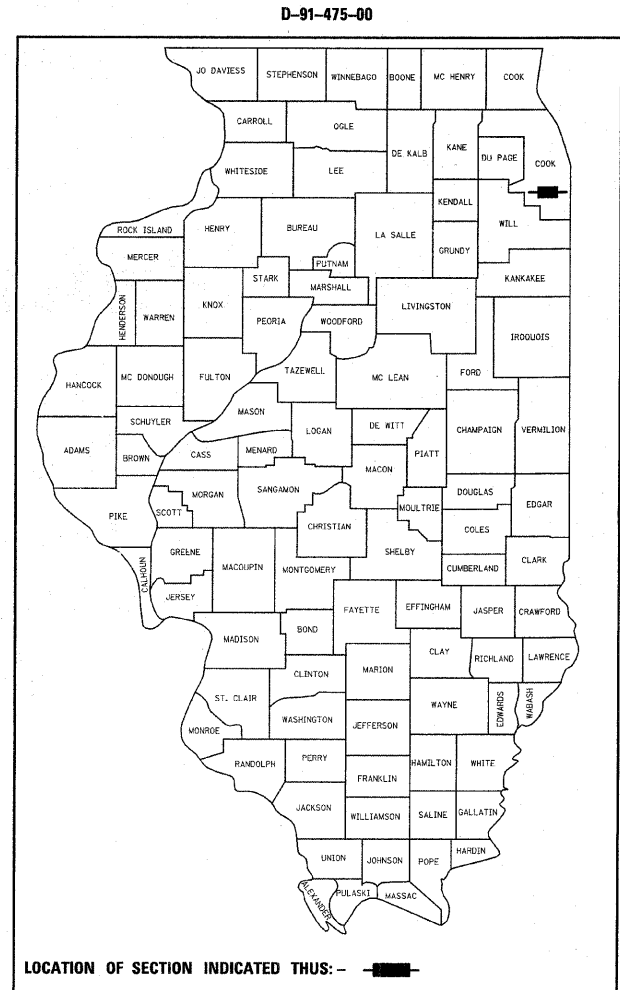 D-91-475-00
JO DAVIESS
STEPHENSON
WINNEBAGO
BOONE
MC HENRY
COOK
CARROLL
OGLE
WHITESIDE
LEE
DE KALB
KANE
DU PAGE
COOK
KENDALL
WILL
ROCK ISLAND
HENRY
BUREAU
LA SALLE
GRUNDY
MERCER
PUTNAM
KANKAKEE
STARK
MARSHALL
HENDERSON
WARREN
KNOX
PEORIA
WOODFORD
LIVINGSTON
IROQUOIS
HANCOCK
MC DONOUGH
FULTON
TAZEWELL
MC LEAN
FORD
MASON
SCHUYLER
LOGAN
DE WITT
CHAMPAIGN
VERMILION
ADAMS
BROWN
CASS
MENARD
PIATT
MACON
MORGAN
SANGAMON
DOUGLAS
EDGAR
PIKE
SCOTT
CHRISTIAN
MOULTRIE
COLES
GREENE
MACOUPIN
MONTGOMERY
SHELBY
CUMBERLAND
CLARK
CALHOUN
JERSEY
FAYETTE
EFFINGHAM
JASPER
CRAWFORD
MADISON
BOND
CLAY
RICHLAND
LAWRENCE
CLINTON
MARION
ST. CLAIR
WAYNE
EDWARDS
WABASH
MONROE
WASHINGTON
JEFFERSON
RANDOLPH
PERRY
HAMILTON
WHITE
FRANKLIN
JACKSON
WILLIAMSON
SALINE
GALLATIN
UNION
JOHNSON
POPE
HARDIN
ALEXANDER
PULASKI
MASSAC
LOCATION OF SECTION INDICATED THUS: -